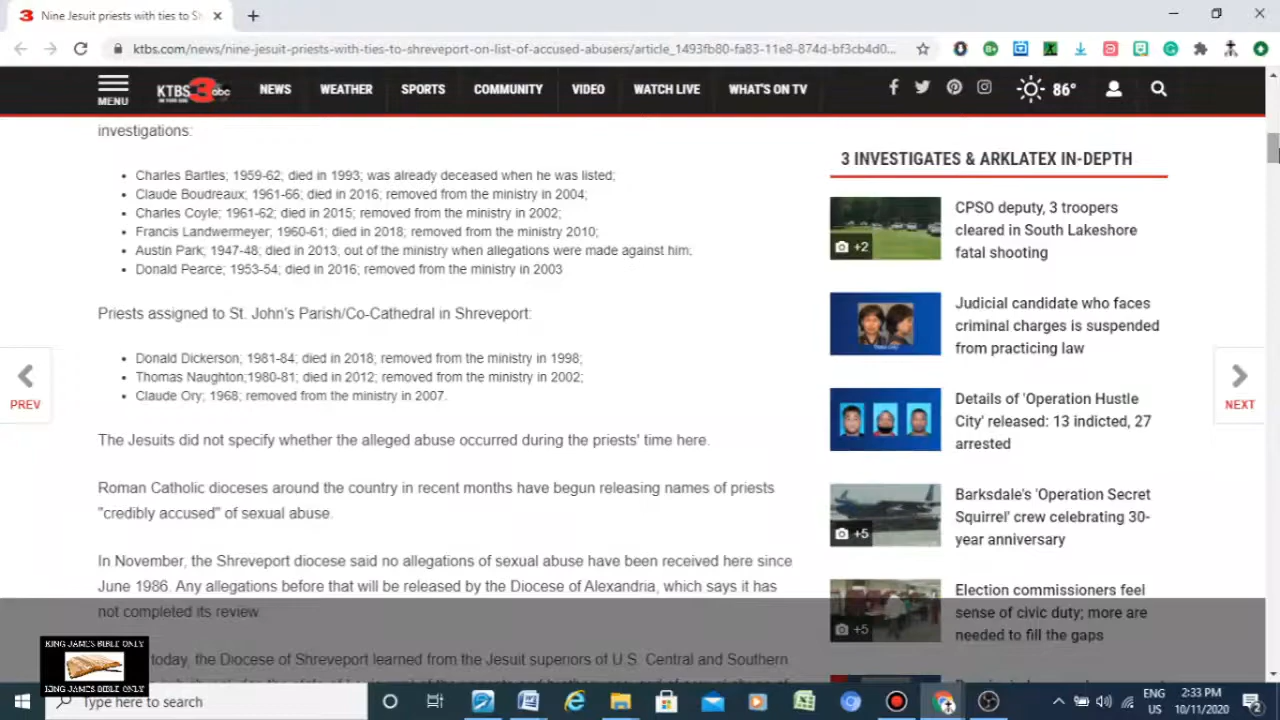 Nine Jesuit priests with ties to Sh
ktbs.com/news/nine-jesuit-priests-with-ties-to-shreveport-on-list-of-accused-abusers/article_1493fb80-fa83-11e8-874d-bf3cb4d0...
MENU
KTBS 3 abc
NEWS
WEATHER
SPORTS
COMMUNITY
VIDEO
WATCH LIVE
WHAT'S ON TV
86°
investigations:
• Charles Bartles; 1959-62; died in 1993; was already deceased when he was listed;
• Claude Boudreaux; 1961-66; died in 2016; removed from the ministry in 2004;
• Charles Coyle; 1961-62; died in 2015; removed from the ministry in 2002;
• Francis Landwermeyer; 1960-61; died in 2018; removed from the ministry 2010;
• Austin Park; 1947-48; died in 2013; out of the ministry when allegations were made against him;
• Donald Pearce; 1953-54; died in 2016; removed from the ministry in 2003
Priests assigned to St. John's Parish/Co-Cathedral in Shreveport:
• Donald Dickerson; 1981-84; died in 2018; removed from the ministry in 1998;
• Thomas Naughton;1980-81; died in 2012; removed from the ministry in 2002;
• Claude Ory; 1968; removed from the ministry in 2007.
The Jesuits did not specify whether the alleged abuse occurred during the priests' time here.
Roman Catholic dioceses around the country in recent months have begun releasing names of priests
"credibly accused" of sexual abuse.
In November, the Shreveport diocese said no allegations of sexual abuse have been received here since
June 1986. Any allegations before that will be released by the Diocese of Alexandria, which says it has
not completed its review.
today, the Diocese of Shreveport learned from the Jesuit superiors of U.S. Central and Southern
PREV
NEXT
3 INVESTIGATES & ARKLATEX IN-DEPTH
+2
CPSO deputy, 3 troopers
cleared in South Lakeshore
fatal shooting
Judicial candidate who faces
criminal charges is suspended
from practicing law
Details of 'Operation Hustle
City' released: 13 indicted, 27
arrested
+5
Barksdale's 'Operation Secret
Squirrel' crew celebrating 30-
year anniversary
+5
Election commissioners feel
sense of civic duty; more are
needed to fill the gaps
KING JAMES BIBLE ONLY
KING JAMES BIBLE ONLY
Type here to search
ENG
US
2:33 PM
10/11/2020
2